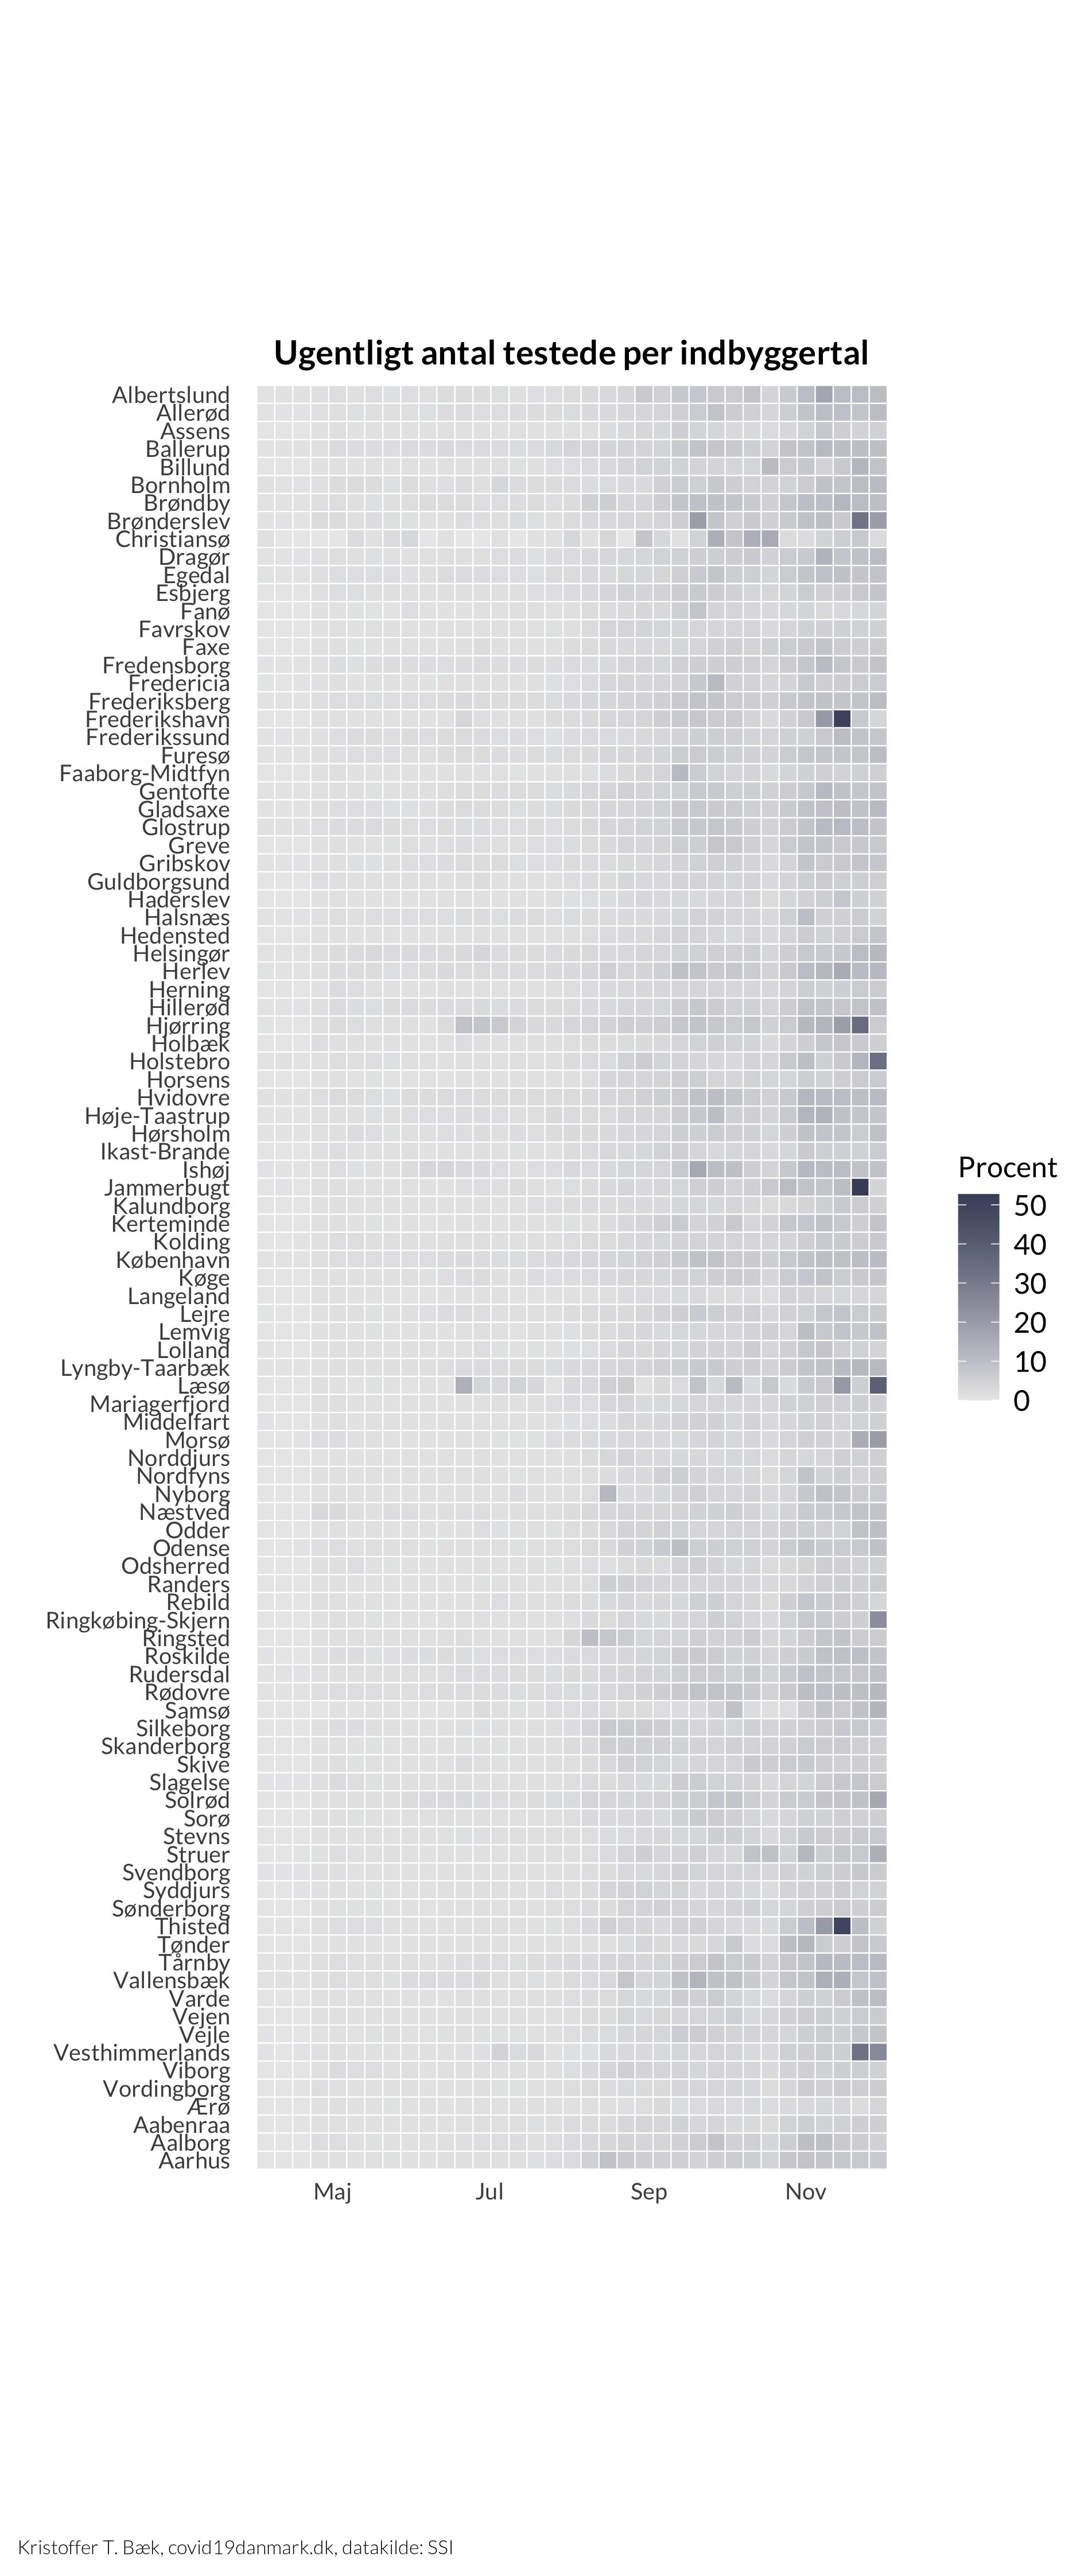 Ugentligt antal testede per indbyggertal
Albertslund
Allerød
Assens
Ballerup
Billund
Bornholm
Brøndby
Brønderslev
Christiansø
Dragør
Egedal
Esbjerg
Fanø
Favrskov
Faxe
Fredensborg
Fredericia
Frederiksberg
Frederikshavn
Frederikssund
Furesø
Faaborg-Midtfyn
Gentofte
Gladsaxe
Glostrup
Greve
Gribskov
Guldborgsund
Haderslev
Halsnæs
Hedensted
Helsingør
Herlev
Herning
Hillerød
Hjørring
Holbæk
Holstebro
Horsens
Hvidovre
Høje-Taastrup
Hørsholm
Ikast-Brande
Ishøj
Jammerbugt
Kalundborg
Kerteminde
Kolding
København
Køge
Langeland
Lejre
Lemvig
Lolland
Lyngby-Taarbæk
Læsø
Mariagerfjord
Middelfart
Morsø
Norddjurs
Nordfyns
Nyborg
Næstved
Odder
Odense
Odsherred
Randers
Rebild
Ringkøbing-Skjern
Ringsted
Roskilde
Rudersdal
Rødovre
Samsø
Silkeborg
Skanderborg
Skive
Slagelse
Solrød
Sorø
Stevns
Struer
Svendborg
Syddjurs
Sønderborg
Thisted
Tønder
Tårnby
Vallensbæk
Varde
Vejen
Vejle
Vesthimmerlands
Viborg
Vordingborg
Ærø
Aabenraa
Aalborg
Aarhus
Maj Jul Sep Nov
Procent
50
40
30
20
10
0
Kristoffer T. Bæk, covid19danmark.dk, datakilde: SSI